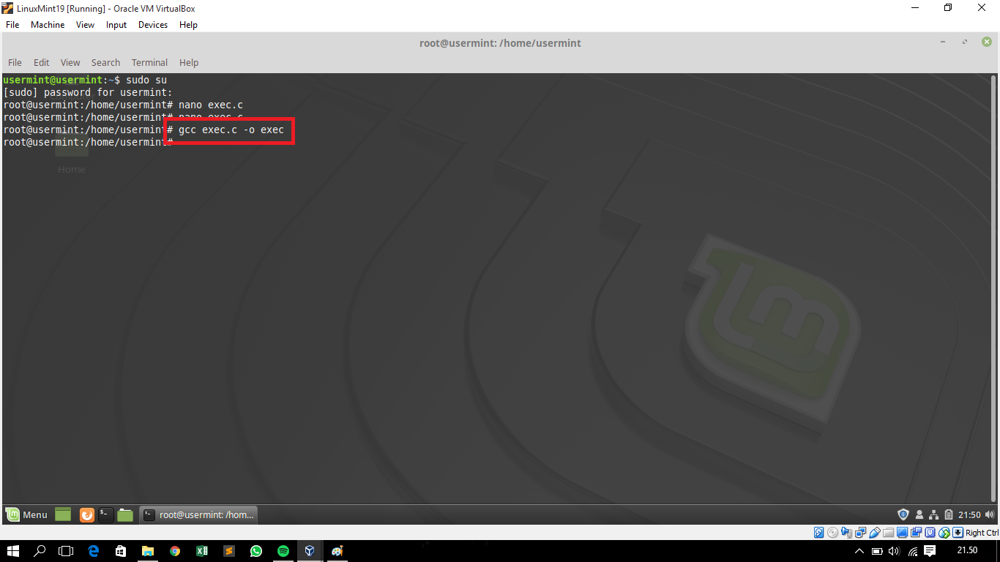 LinuxMint19 [Running] - Oracle VM VirtualBox
File Machine View Input Devices Help
root@usermint: /home/usermint
File Edit View Search Terminal Help
usermint@usermint:~$ sudo su
[sudo] password for usermint:
root@usermint:/home/usermint# nano exec.c
root@usermint:/home/usermint# nano exec.c
root@usermint:/home/usermint# gcc exec.c -o exec
root@usermint:/home/usermint#
Home
Menu
root@usermint: /hom...
21:50
Right Ctrl
21.50